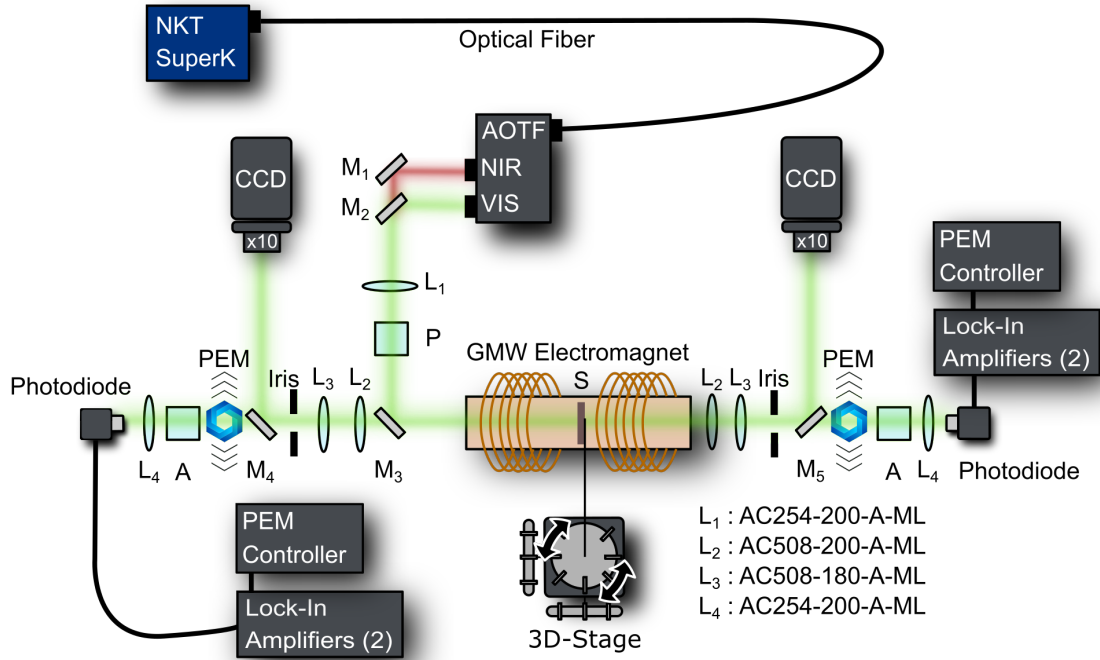 NKT
SuperK
Optical Fiber
AOTF
NIR
VIS
M1
M2
CCD
x10
CCD
x10
L1
P
PEM
Controller
Lock-In
Amplifiers (2)
GMW Electromagnet
S
Photodiode
PEM
Iris
L3
L2
L2
L3
Iris
PEM
L4
A
M4
M3
M5
A
L4
Photodiode
PEM
Controller
Lock-In
Amplifiers (2)
3D-Stage
L1 : AC254-200-A-ML
L2 : AC508-200-A-ML
L3 : AC508-180-A-ML
L4 : AC254-200-A-ML